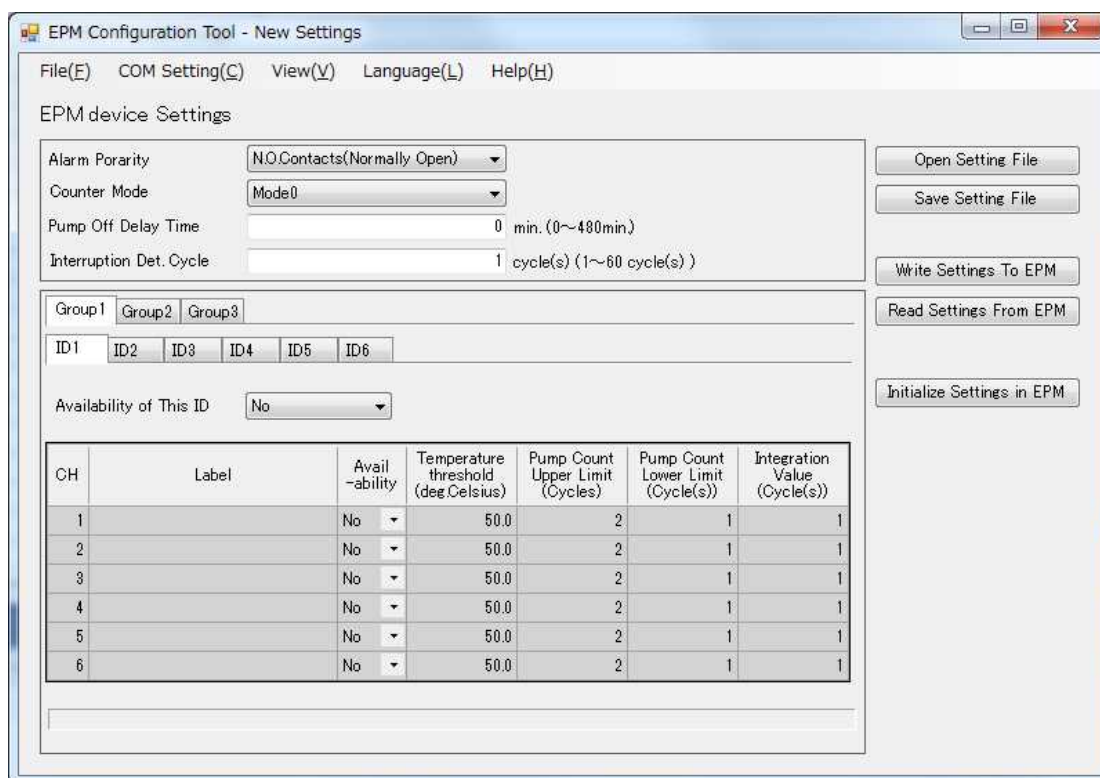 EPM Configuration Tool - New Settings
File(F) COM Setting(C) View(V) Language(L) Help(H)
EPM device Settings
Alarm Porarity N.O.Contacts(Normally Open)
Counter Mode Mode0
Pump Off Delay Time 0 min. (0～480min.)
Interruption Det. Cycle 1 cycle(s) (1～60 cycle(s) )
Open Setting File
Save Setting File
Write Settings To EPM
Read Settings From EPM
Initialize Settings in EPM
Group1 Group2 Group3
ID1 ID2 ID3 ID4 ID5 ID6
Availability of This ID No
CH Label Avail-ability Temperature threshold (deg.Celsius) Pump Count Upper Limit (Cycles) Pump Count Lower Limit (Cycle(s)) Integration Value (Cycle(s))
1 No 50.0 2 1 1
2 No 50.0 2 1 1
3 No 50.0 2 1 1
4 No 50.0 2 1 1
5 No 50.0 2 1 1
6 No 50.0 2 1 1